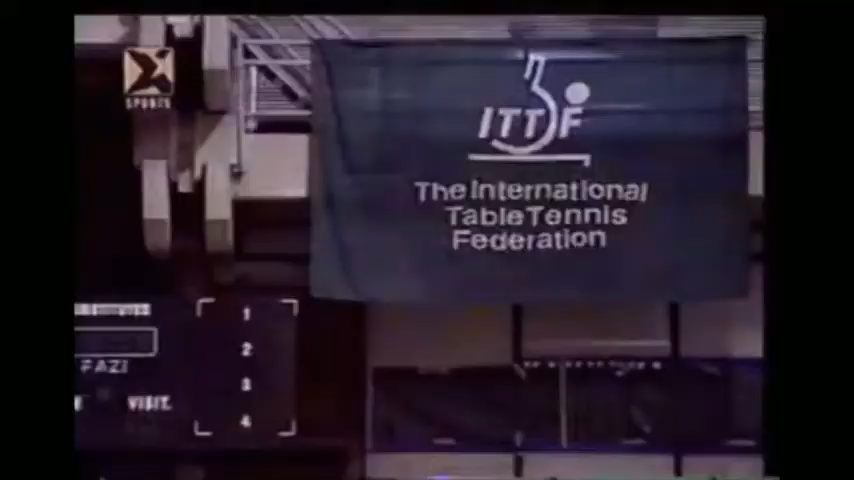 SPORTS
ITTF
The International
Table Tennis
Federation
1
2
3
4
FAZI
VISIT.